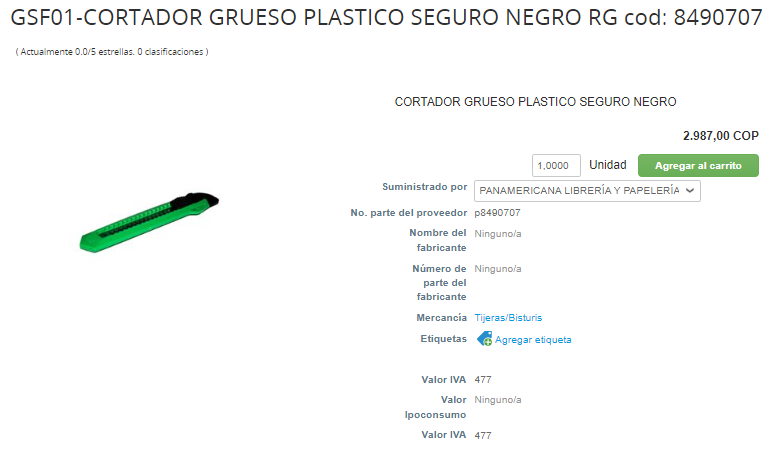 GSF01-CORTADOR GRUESO PLASTICO SEGURO NEGRO RG cod: 8490707
( Actualmente 0.0/5 estrellas. 0 clasificaciones )
CORTADOR GRUESO PLASTICO SEGURO NEGRO
2.987,00 COP
1,0000 Unidad Agregar al carrito
Suministrado por PANAMERICANA LIBRERÍA Y PAPELERÍA
No. parte del proveedor p8490707
Nombre del Ninguno/a
fabricante
Número de Ninguno/a
parte del
fabricante
Mercancía Tijeras/Bisturis
Etiquetas Agregar etiqueta
Valor IVA 477
Valor Ninguno/a
Ipoconsumo
Valor IVA 477